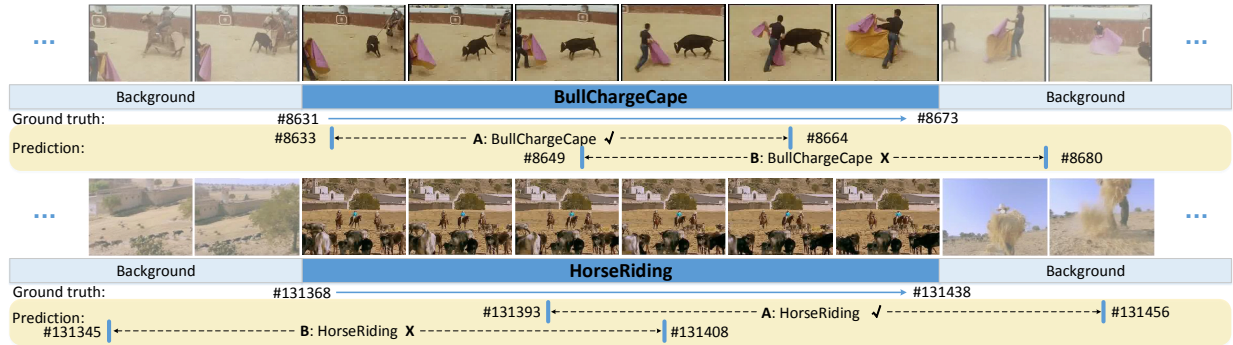 ...
...
Background BullChargeCape Background
Ground truth: #8631 #8673
Prediction: #8633 A: BullChargeCape ✓ #8664
#8649 B: BullChargeCape X #8680
...
...
Background HorseRiding Background
Ground truth: #131368 #131438
Prediction: #131393 A: HorseRiding ✓ #131456
#131345 B: HorseRiding X #131408